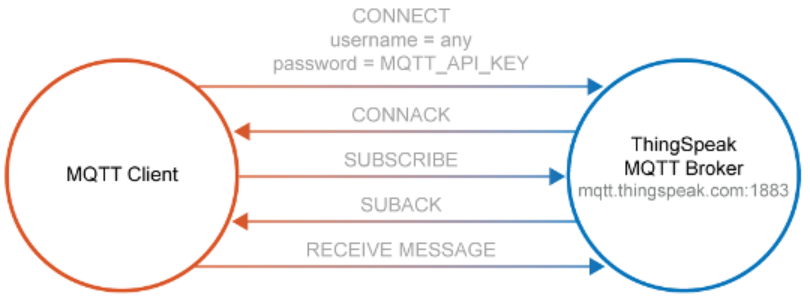 CONNECT
username = any
password = MQTT_API_KEY
CONNACK
SUBSCRIBE
SUBACK
RECEIVE MESSAGE
MQTT Client
ThingSpeak
MQTT Broker
mqtt.thingspeak.com:1883